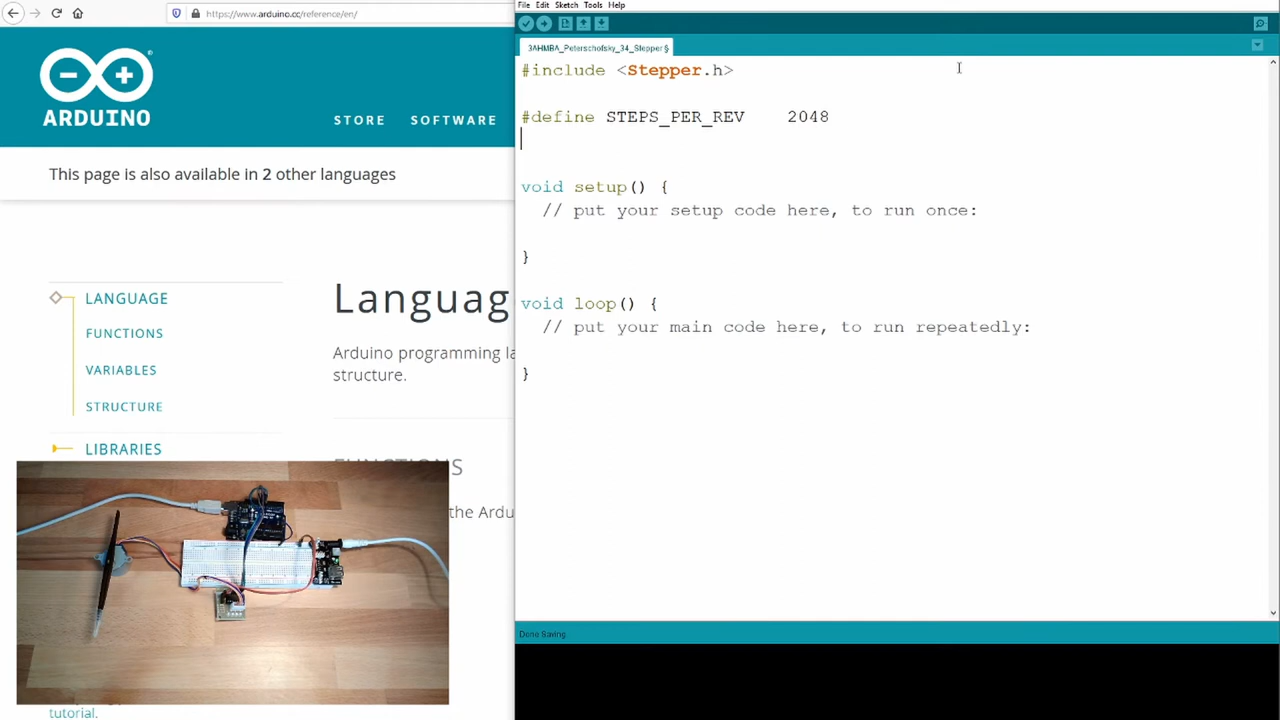 https://www.arduino.cc/reference/en/
ARDUINO
STORE SOFTWARE
This page is also available in 2 other languages
LANGUAGE
FUNCTIONS
VARIABLES
STRUCTURE
LIBRARIES
Languag
Arduino programming la
structure.
FUNCTIONS
the Ardu
tutorial.
File Edit Sketch Tools Help
3AHMBA_Peterschofsky_34_Stepper §
#include <Stepper.h>
#define STEPS_PER_REV 2048
void setup() {
// put your setup code here, to run once:
}
void loop() {
// put your main code here, to run repeatedly:
}
Done Saving